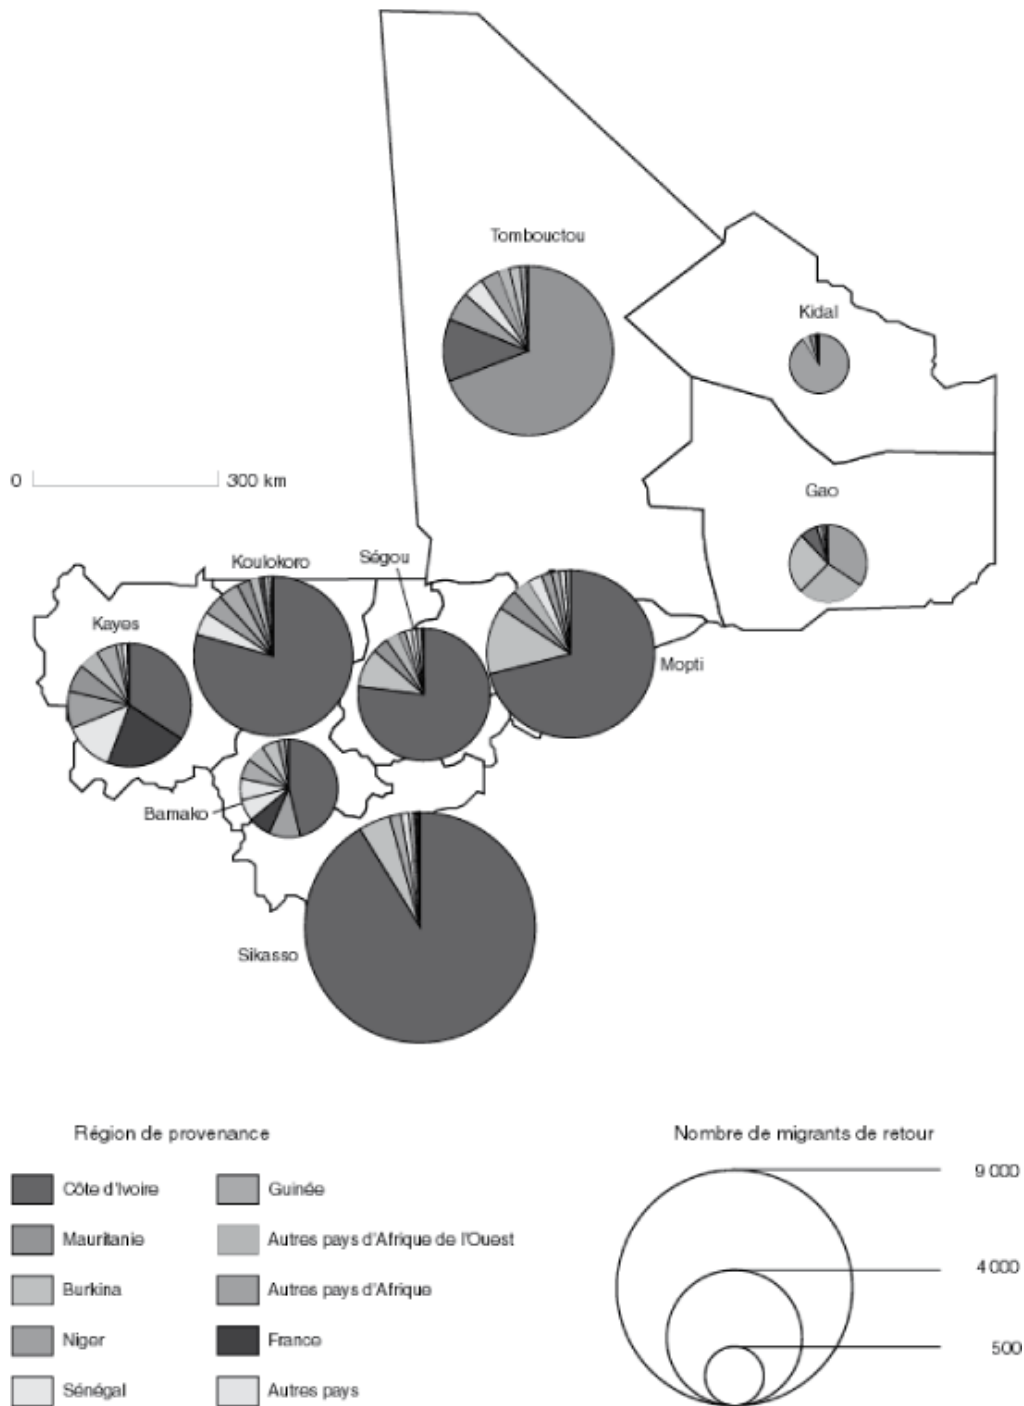 Tombouctou
Kidal
0 300 km
Gao
Koulokoro
Ségou
Kayes
Mopti
Bamako
Sikasso
Région de provenance
Côte d'Ivoire
Mauritanie
Burkina
Niger
Sénégal
Guinée
Autres pays d'Afrique de l'Ouest
Autres pays d'Afrique
France
Autres pays
Nombre de migrants de retour
9 000
4 000
500